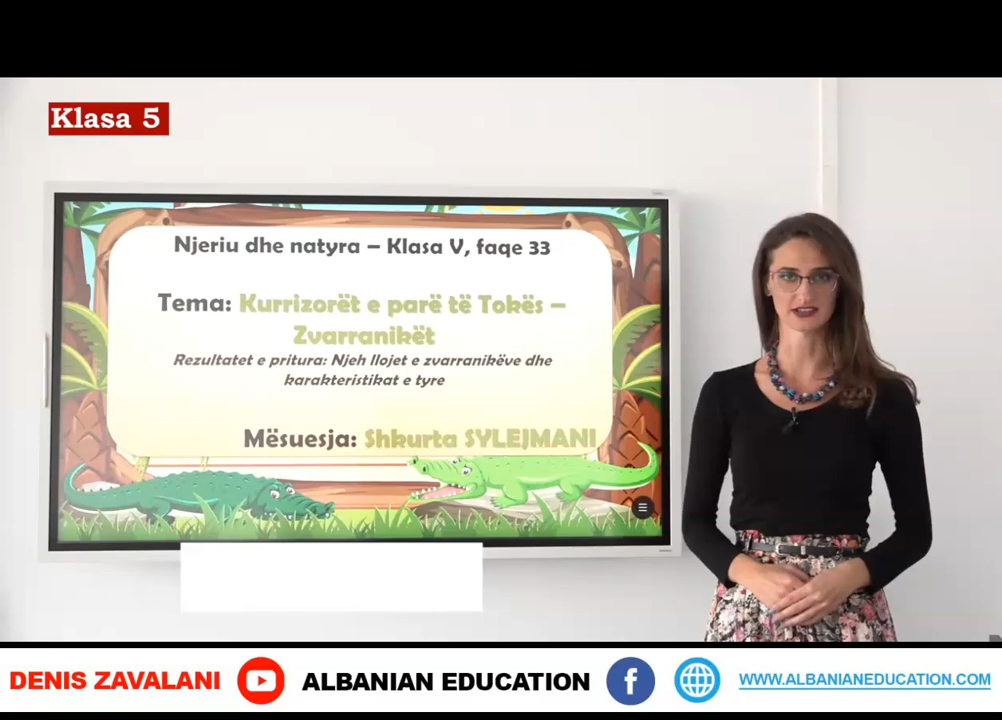 Klasa 5
Njeriu dhe natyra – Klasa V, faqe 33
Tema: Kurrizorët e parë të Tokës –
Zvarranikët
Rezultatet e pritura: Njeh llojet e zvarranikëve dhe
karakteristikat e tyre
Mësuesja: Shkurta SYLEJMANI
DENIS ZAVALANI ALBANIAN EDUCATION WWW.ALBANIANEDUCATION.COM